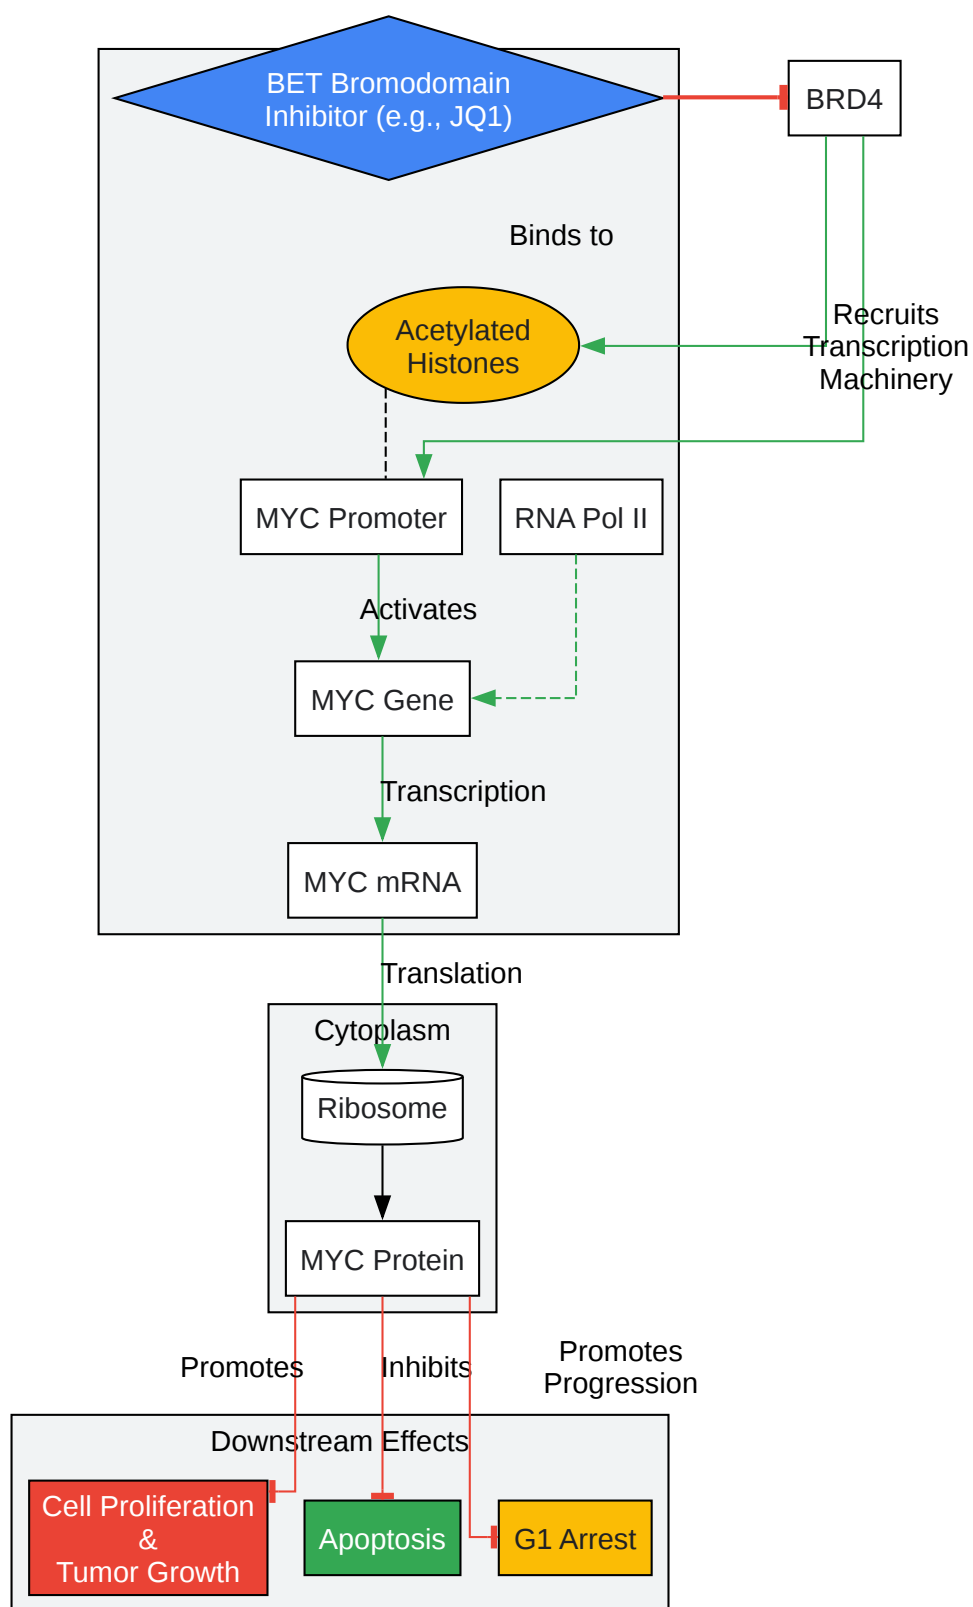 BET Bromodomain
Inhibitor (e.g., JQ1)
BRD4
Binds to
Recruits
Transcription
Machinery
Acetylated
Histones
MYC Promoter
RNA Pol II
Activates
MYC Gene
Transcription
MYC mRNA
Translation
Cytoplasm
Ribosome
MYC Protein
Promotes
Inhibits
Promotes
Progression
Downstream Effects
Cell Proliferation
&
Tumor Growth
Apoptosis
G1 Arrest